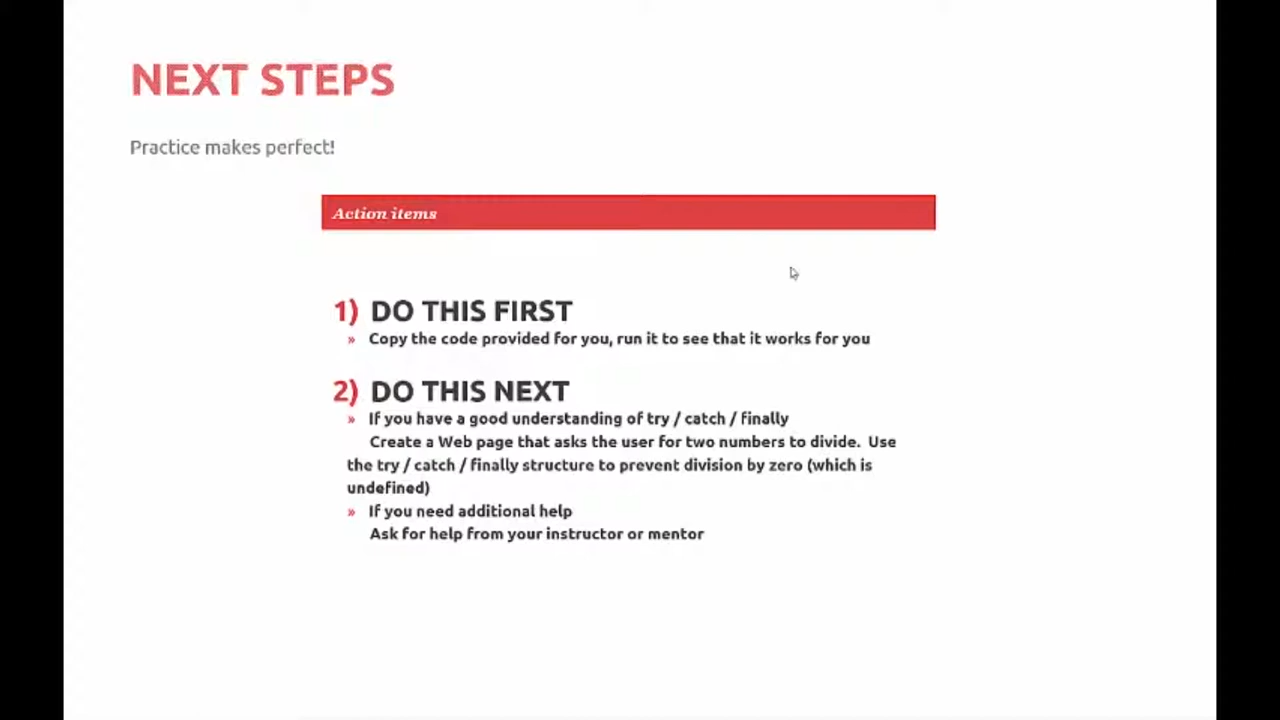 NEXT STEPS
Practice makes perfect!
Action items
1) DO THIS FIRST
» Copy the code provided for you, run it to see that it works for you
2) DO THIS NEXT
» If you have a good understanding of try / catch / finally
Create a Web page that asks the user for two numbers to divide. Use
the try / catch / finally structure to prevent division by zero (which is
undefined)
» If you need additional help
Ask for help from your instructor or mentor